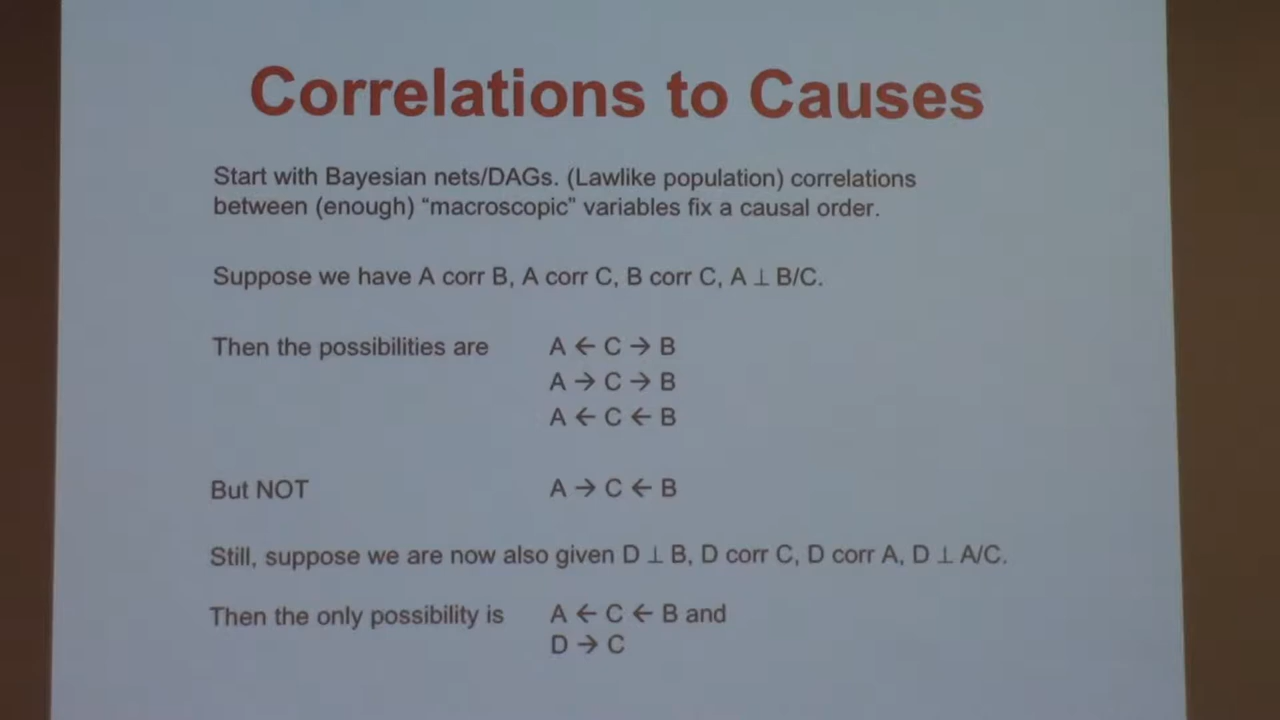 Correlations to Causes
Start with Bayesian nets/DAGs. (Lawlike population) correlations
between (enough) “macroscopic” variables fix a causal order.
Suppose we have A corr B, A corr C, B corr C, A ⊥ B/C.
Then the possibilities are A ← C → B
A → C → B
A ← C ← B
But NOT A → C ← B
Still, suppose we are now also given D ⊥ B, D corr C, D corr A, D ⊥ A/C.
Then the only possibility is A ← C ← B and
D → C